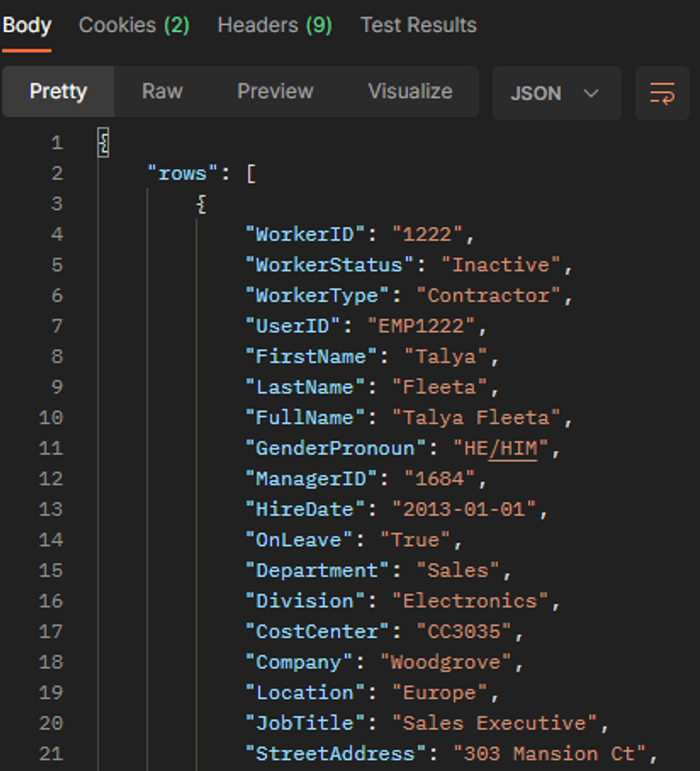 Body Cookies (2) Headers (9) Test Results
Pretty Raw Preview Visualize JSON
1 {
2 "rows": [
3 {
4 "WorkerID": "1222",
5 "WorkerStatus": "Inactive",
6 "WorkerType": "Contractor",
7 "UserID": "EMP1222",
8 "FirstName": "Talya",
9 "LastName": "Fleeta",
10 "FullName": "Talya Fleeta",
11 "GenderPronoun": "HE/HIM",
12 "ManagerID": "1684",
13 "HireDate": "2013-01-01",
14 "OnLeave": "True",
15 "Department": "Sales",
16 "Division": "Electronics",
17 "CostCenter": "CC3035",
18 "Company": "Woodgrove",
19 "Location": "Europe",
20 "JobTitle": "Sales Executive",
21 "StreetAddress": "303 Mansion Ct",